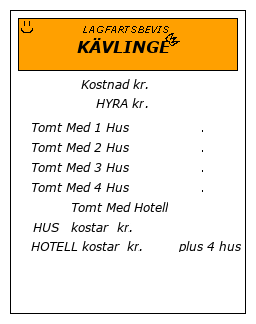 LAGFARTSBEVIS
KÄVLINGE
Kostnad kr.
HYRA kr.
Tomt Med 1 Hus .
Tomt Med 2 Hus .
Tomt Med 3 Hus .
Tomt Med 4 Hus .
Tomt Med Hotell
HUS kostar kr.
HOTELL kostar kr. plus 4 hus